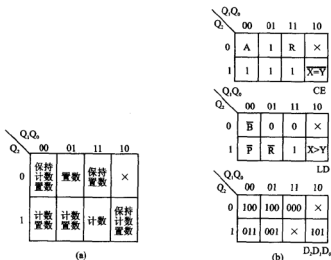 Q₁Q₀
Q₂ 00 01 11 10
0 A 1 R ×
1 1 1 1 X̅=̅Y̅
CE
Q₁Q₀
Q₂ 00 01 11 10
0 B̅ 0 0 ×
1 P̅ R̅ 1 X>Y
LD
Q₁Q₀
Q₂ 00 01 11 10
0 100 100 000 ×
1 011 001 × 101
D₂D₁D₀
(b)
Q₁Q₀
00 01 11 10
0 保持计数置数 置数 保持置数 ×
1 计数置数 计数置数 计数 保持计数置数
(a)